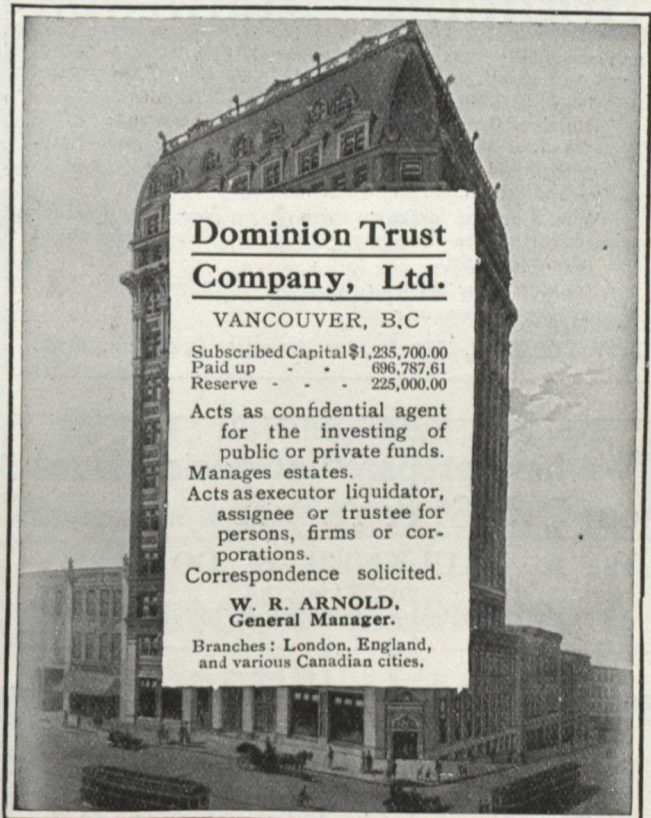 Dominion Trust
Company, Ltd.
VANCOUVER, B,C
Subscribed Capital $1,235,700.00
Paid up - - 696,787,61
Reserve - - - 225,000.00
Acts as confidential agent
for the investing of
public or private funds.
Manages estates.
Acts as executor liquidator,
assignee or trustee for
persons, firms or cor-
porations.
Correspondence solicited.
W. R. ARNOLD,
General Manager.
Branches : London, England,
and various Canadian cities.